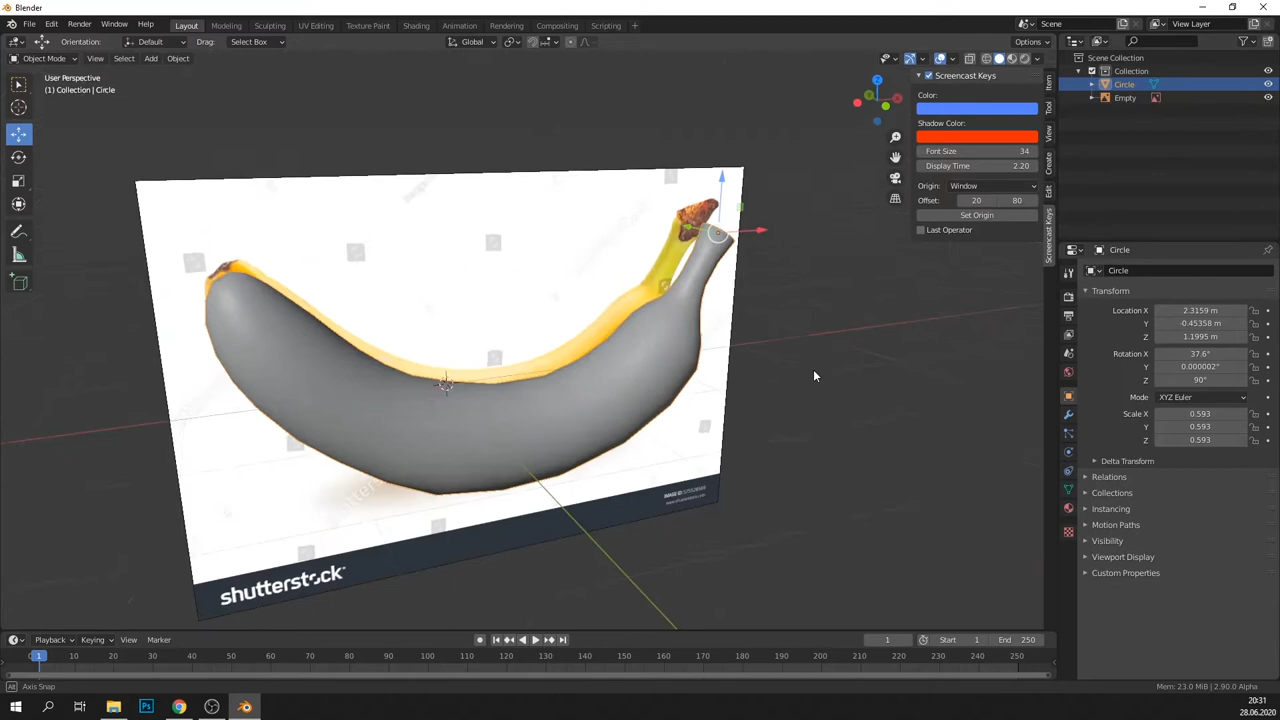 Blender
File Edit Render Window Help Layout Modeling Sculpting UV Editing Texture Paint Shading Animation Rendering Compositing Scripting + Scene View Layer
Orientation: Default Drag: Select Box Global Options
Object Mode View Select Add Object
User Perspective
(1) Collection | Circle
Screencast Keys
Color:
Shadow Color:
Font Size 34
Display Time 2.20
Origin: Window
Offset: 20 80
Set Origin
Last Operator
Item
Tool
View
Create
Edit
Screencast Keys
Scene Collection
Collection
Circle
Empty
Circle
Circle
Transform
Location X 2.3159 m
Y -0.45358 m
Z 1.1995 m
Rotation X 37.6°
Y 0.000002°
Z 90°
Mode XYZ Euler
Scale X 0.593
Y 0.593
Z 0.593
Delta Transform
Relations
Collections
Instancing
Motion Paths
Visibility
Viewport Display
Custom Properties
shutterstock
Playback Keying View Marker 1 Start 1 End 250
1 10 20 30 40 50 60 70 80 90 100 110 120 130 140 150 160 170 180 190 200 210 220 230 240 250
Axis Snap Mem: 23.0 MiB | 2.90.0 Alpha
20:31
28.06.2020